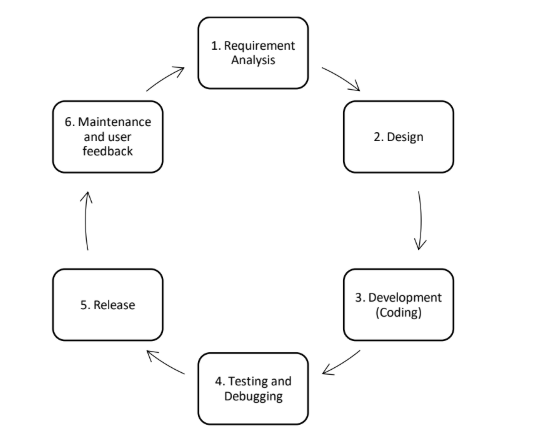 1. Requirement
Analysis
2. Design
3. Development
(Coding)
4. Testing and
Debugging
5. Release
6. Maintenance
and user
feedback